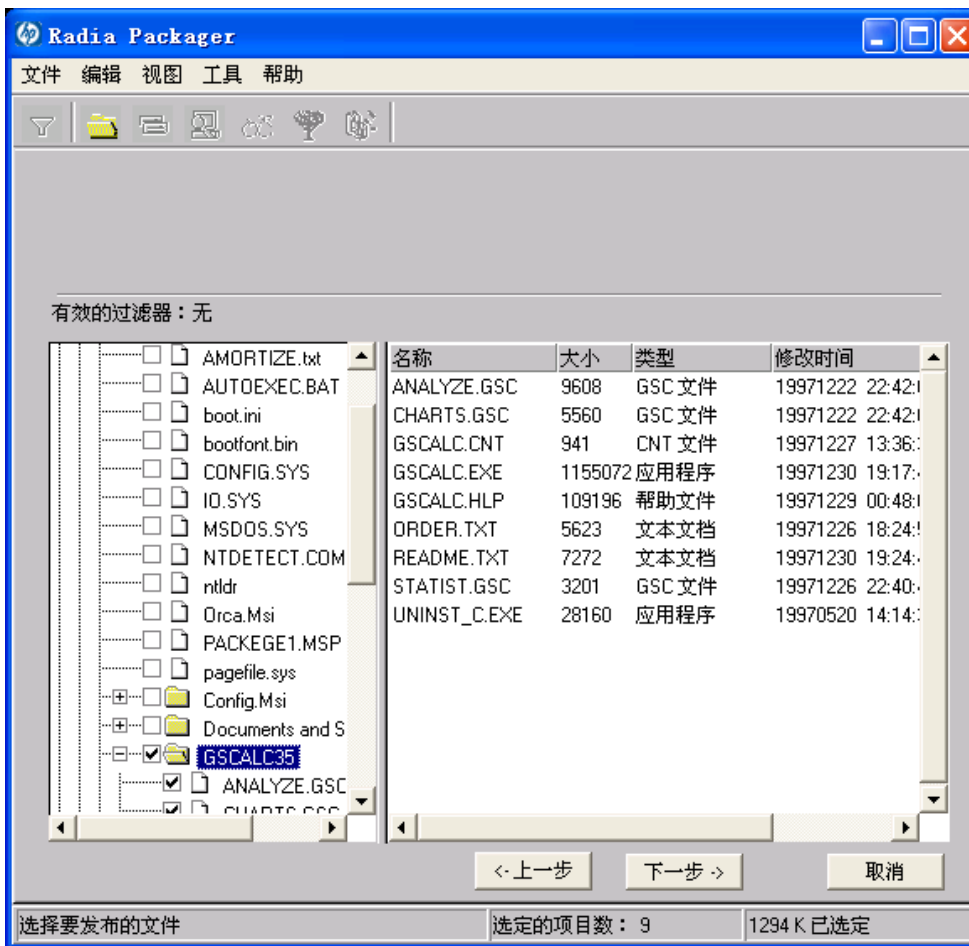 Radia Packager
文件 编辑 视图 工具 帮助
有效的过滤器：无
AMORTIZE.txt
AUTOEXEC.BAT
boot.ini
bootfont.bin
CONFIG.SYS
IO.SYS
MSDOS.SYS
NTDETECT.COM
ntldr
Orca.Msi
PACKEGE1.MSP
pagefile.sys
Config.Msi
Documents and S
GSCALC35
ANALYZE.GSC
CHARTS.GSC
名称 大小 类型 修改时间
ANALYZE.GSC 9608 GSC 文件 19971222 22:42:
CHARTS.GSC 5560 GSC 文件 19971222 22:42:
GSCALC.CNT 941 CNT 文件 19971227 13:36:
GSCALC.EXE 1155072 应用程序 19971230 19:17:
GSCALC.HLP 109196 帮助文件 19971229 00:48:
ORDER.TXT 5623 文本文档 19971226 18:24:
README.TXT 7272 文本文档 19971230 19:24:
STATIST.GSC 3201 GSC 文件 19971226 22:40:
UNINST_C.EXE 28160 应用程序 19970520 14:14:
<-上一步 下一步-> 取消
选择要发布的文件 选定的项目数： 9 1294 K 已选定